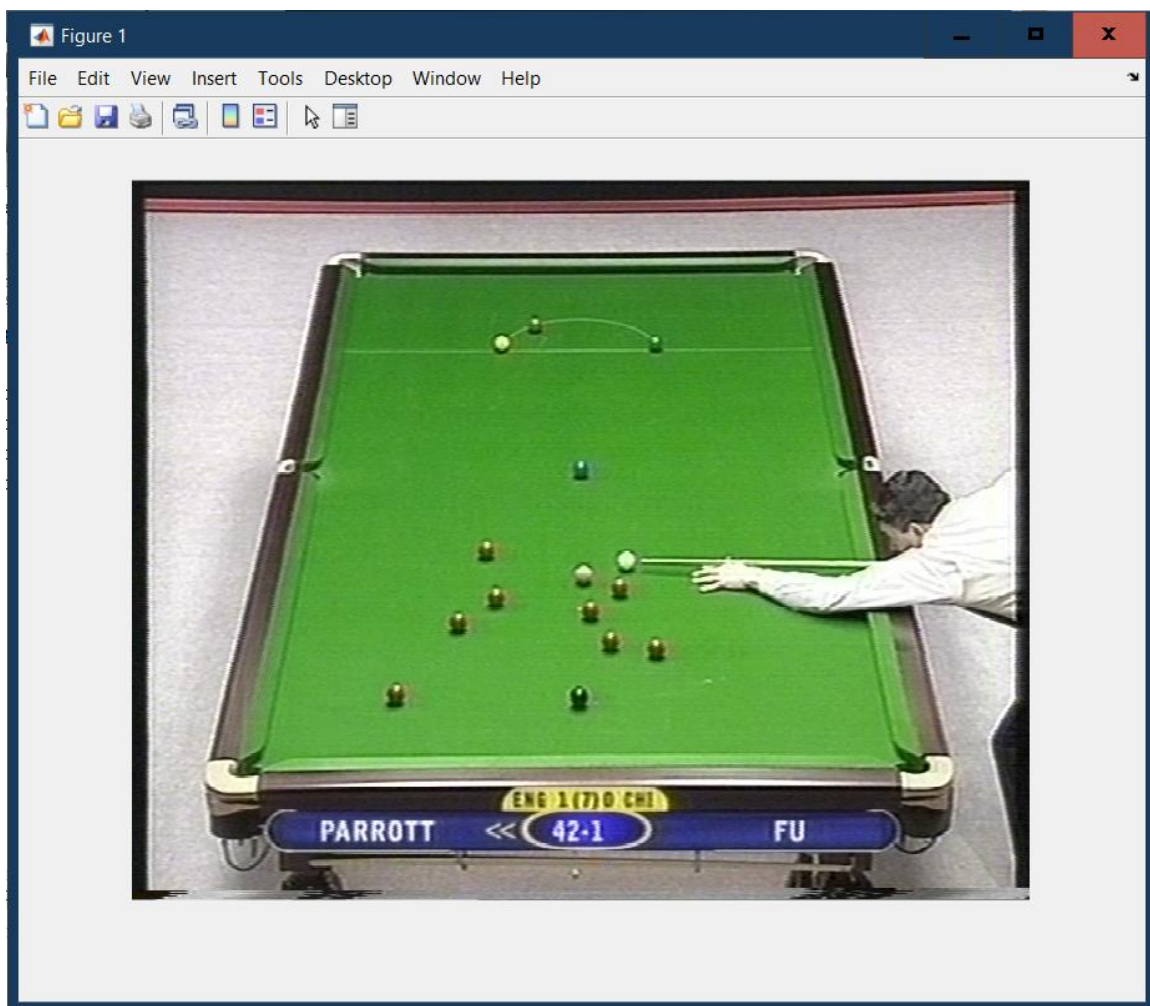 Figure 1
File Edit View Insert Tools Desktop Window Help
ENG 1(7)0 CHI
PARROTT << 42-1 FU